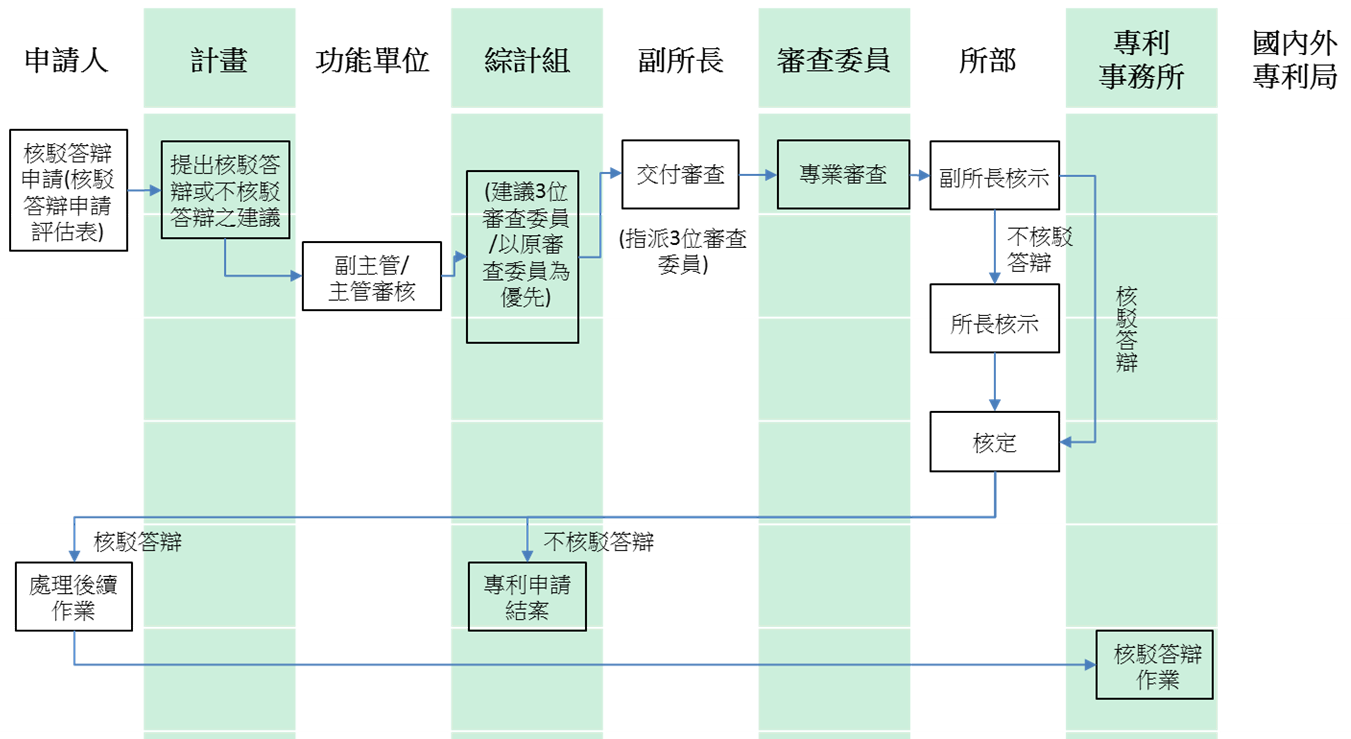 申請人
計畫
功能單位
綜計組
副所長
審查委員
所部
專利
事務所
國內外
專利局
核駁答辯
申請(核駁
答辯申請
評估表)
提出核駁答
辯或不核駁
答辯之建議
副主管/
主管審核
(建議3位
審查委員
/以原審
查委員為
優先)
交付審查
(指派3位審查
委員)
專業審查
副所長核示
不核駁
答辯
所長核示
核駁答辯
核定
核駁答辯
不核駁答辯
處理後續
作業
專利申請
結案
核駁答辯
作業